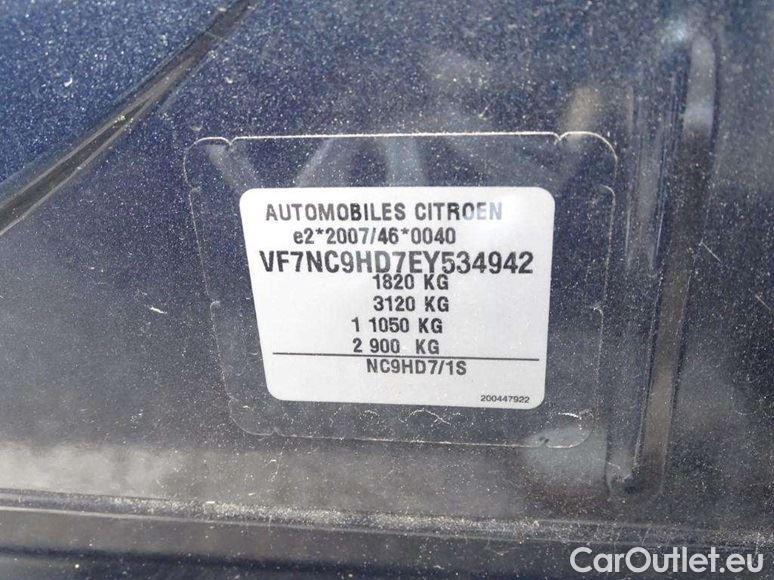 AUTOMOBILES CITROEN
e2*2007/46*0040
VF7NC9HD7EY534942
1820 KG
3120 KG
1 1050 KG
2 900 KG
NC9HD7/1S
200447922
CarOutlet.eu